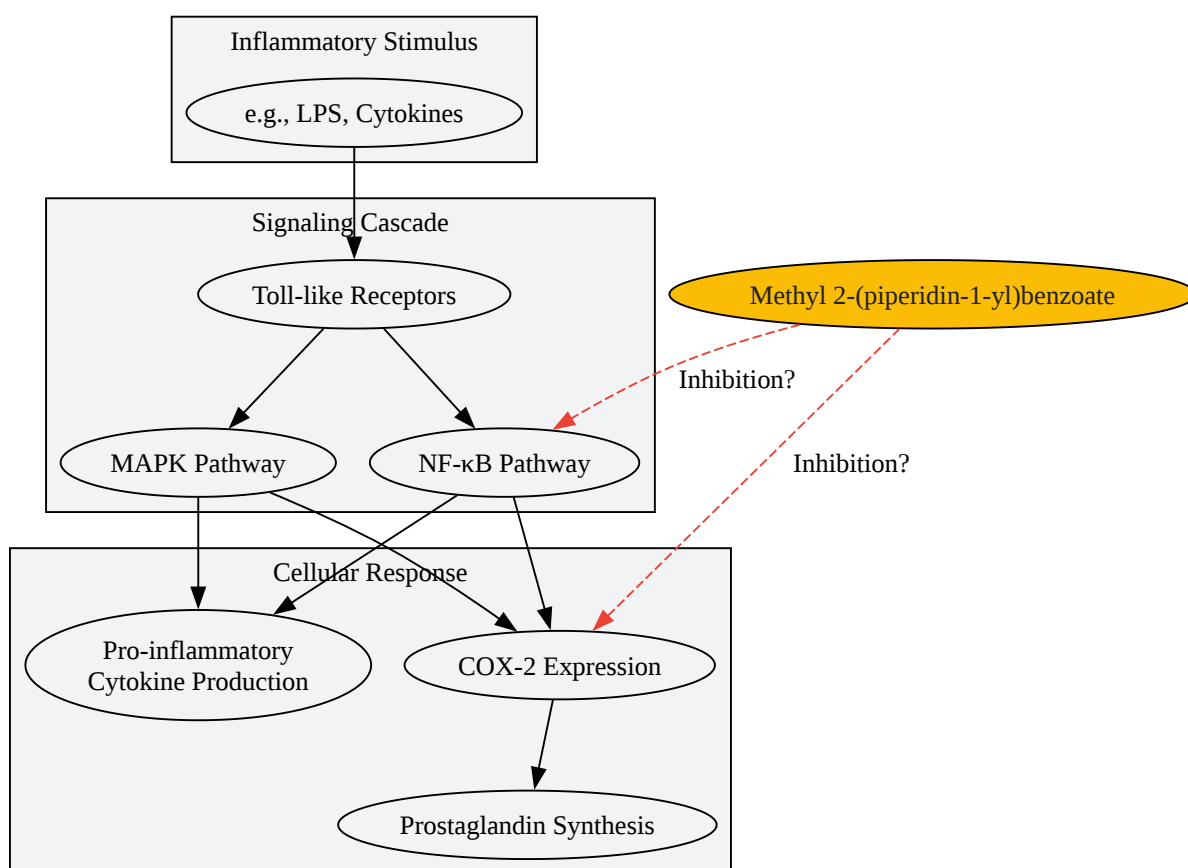 Inflammatory Stimulus
e.g., LPS, Cytokines
Signaling Cascade
Toll-like Receptors
Methyl 2-(piperidin-1-yl)benzoate
Inhibition?
MAPK Pathway
NF-κB Pathway
Inhibition?
Cellular Response
Pro-inflammatory
Cytokine Production
COX-2 Expression
Prostaglandin Synthesis